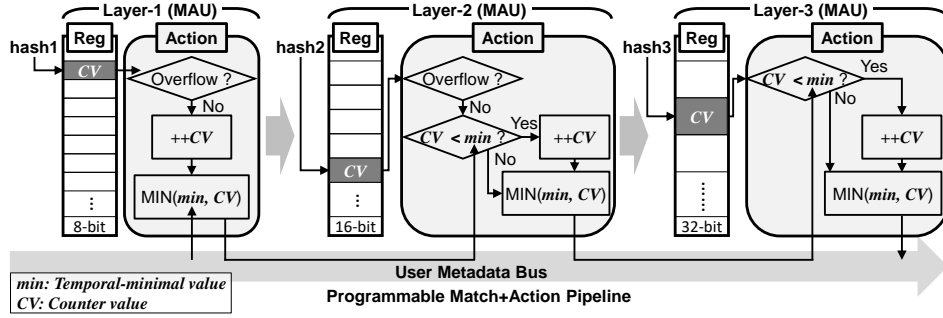 Layer-1 (MAU)
Layer-2 (MAU)
Layer-3 (MAU)
hash1
Reg
Action
CV
Overflow ?
No
++CV
MIN(min, CV)
8-bit
hash2
Reg
Action
Overflow ?
No
CV < min ?
Yes
++CV
No
CV
MIN(min, CV)
16-bit
hash3
Reg
Action
CV < min ?
Yes
No
CV
++CV
MIN(min, CV)
32-bit
User Metadata Bus
min: Temporal-minimal value
CV: Counter value
Programmable Match+Action Pipeline